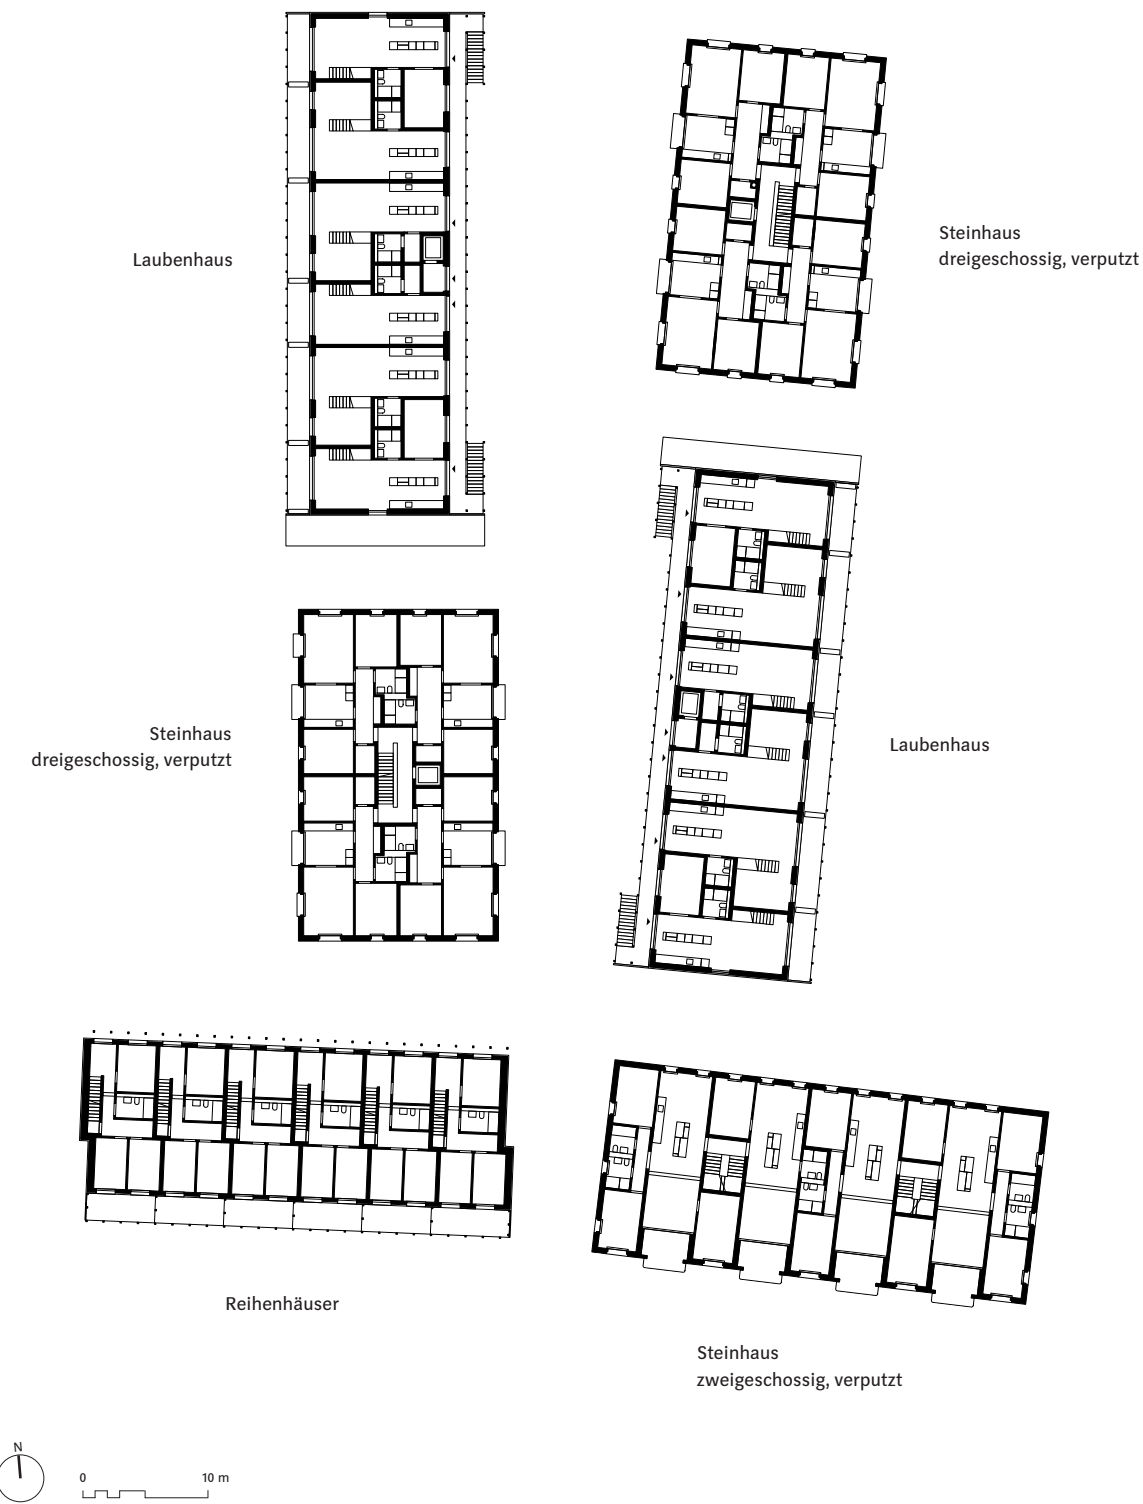 Laubenhaus
Steinhaus
dreigeschossig, verputzt
Steinhaus
dreigeschossig, verputzt
Laubenhaus
Reihenhäuser
Steinhaus
zweigeschossig, verputzt
N
0 10 m